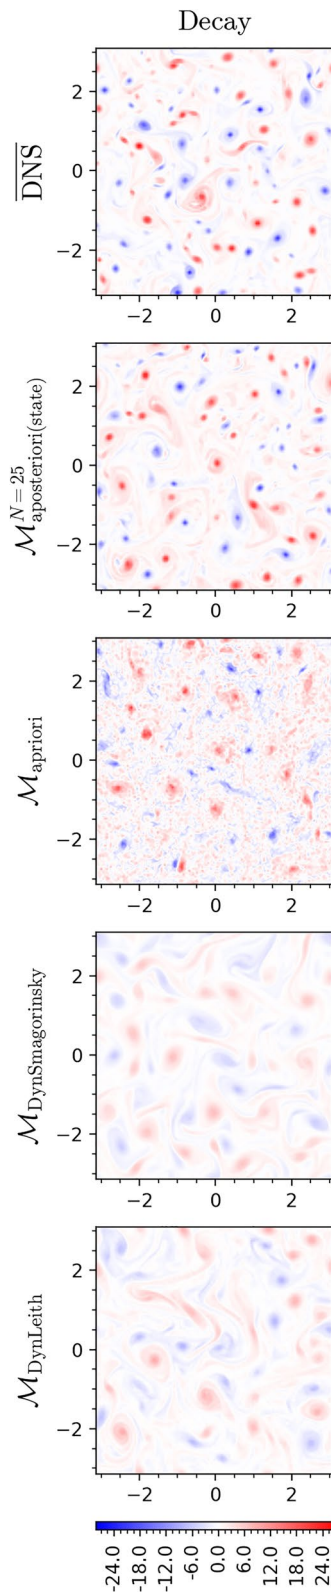 Decay
DNS
2
0
−2
−2 0 2
M^{N=25}_{aposteriori(state)}
2
0
−2
−2 0 2
M_{apriori}
2
0
−2
−2 0 2
M_{DynSmagorinsky}
2
0
−2
−2 0 2
M_{DynLeith}
2
0
−2
−2 0 2
-24.0 -18.0 -12.0 -6.0 0.0 6.0 12.0 18.0 24.0